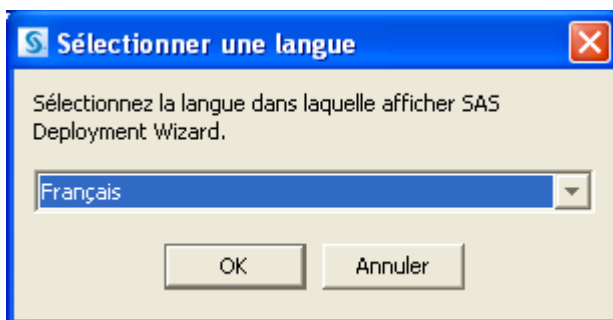 Sélectionner une langue
Sélectionnez la langue dans laquelle afficher SAS
Deployment Wizard.
Français
OK
Annuler